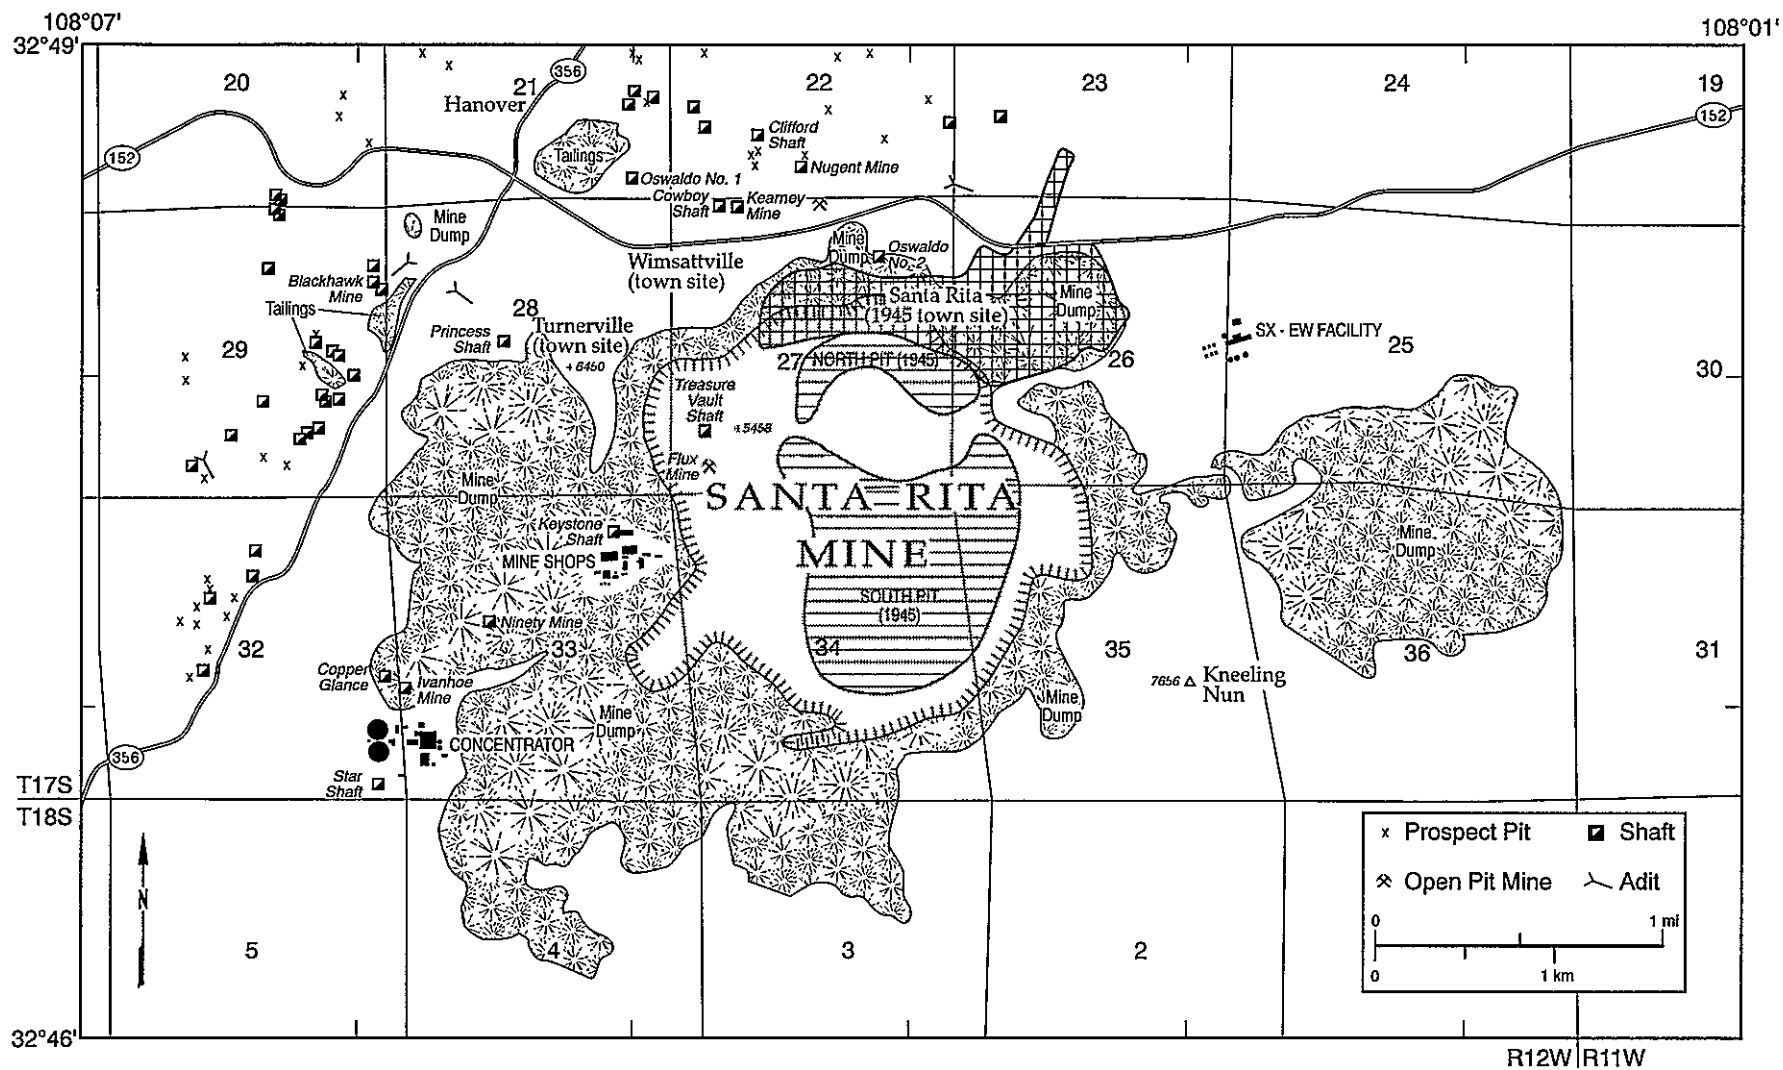 108°07'
108°01'
32°49'
20
21
356
22
23
24
19
152
Hanover
152
Clifford
Shaft
Tailings
Nugent Mine
Oswaldo No. 1
Cowboy
Shaft
Kearney
Mine
Mine
Dump
Mine
Dump
Oswaldo
No. 2
Wimsattville
(town site)
Blackhawk
Mine
Tailings
Santa Rita
(1945 town site)
Mine
Dump
28
Turnerville
(town site)
Princess
Shaft
+ 6450
29
27
NORTH PIT (1945)
26
SX - EW FACILITY
25
30
Treasure
Vault
Shaft
5458
Flux
Mine
Mine
Dump
SANTA RITA
MINE
Keystone
Shaft
MINE SHOPS
Mine
Dump
SOUTH PIT
(1945)
Ninety Mine
32
33
34
35
36
31
Copper
Glance
Ivanhoe
Mine
7656
Kneeling
Nun
Mine
Dump
Mine
Dump
CONCENTRATOR
356
Star
Shaft
T17S
T18S
x Prospect Pit
Shaft
Open Pit Mine
Adit
0
1 mi
0
1 km
N
5
4
3
2
32°46'
R12W R11W